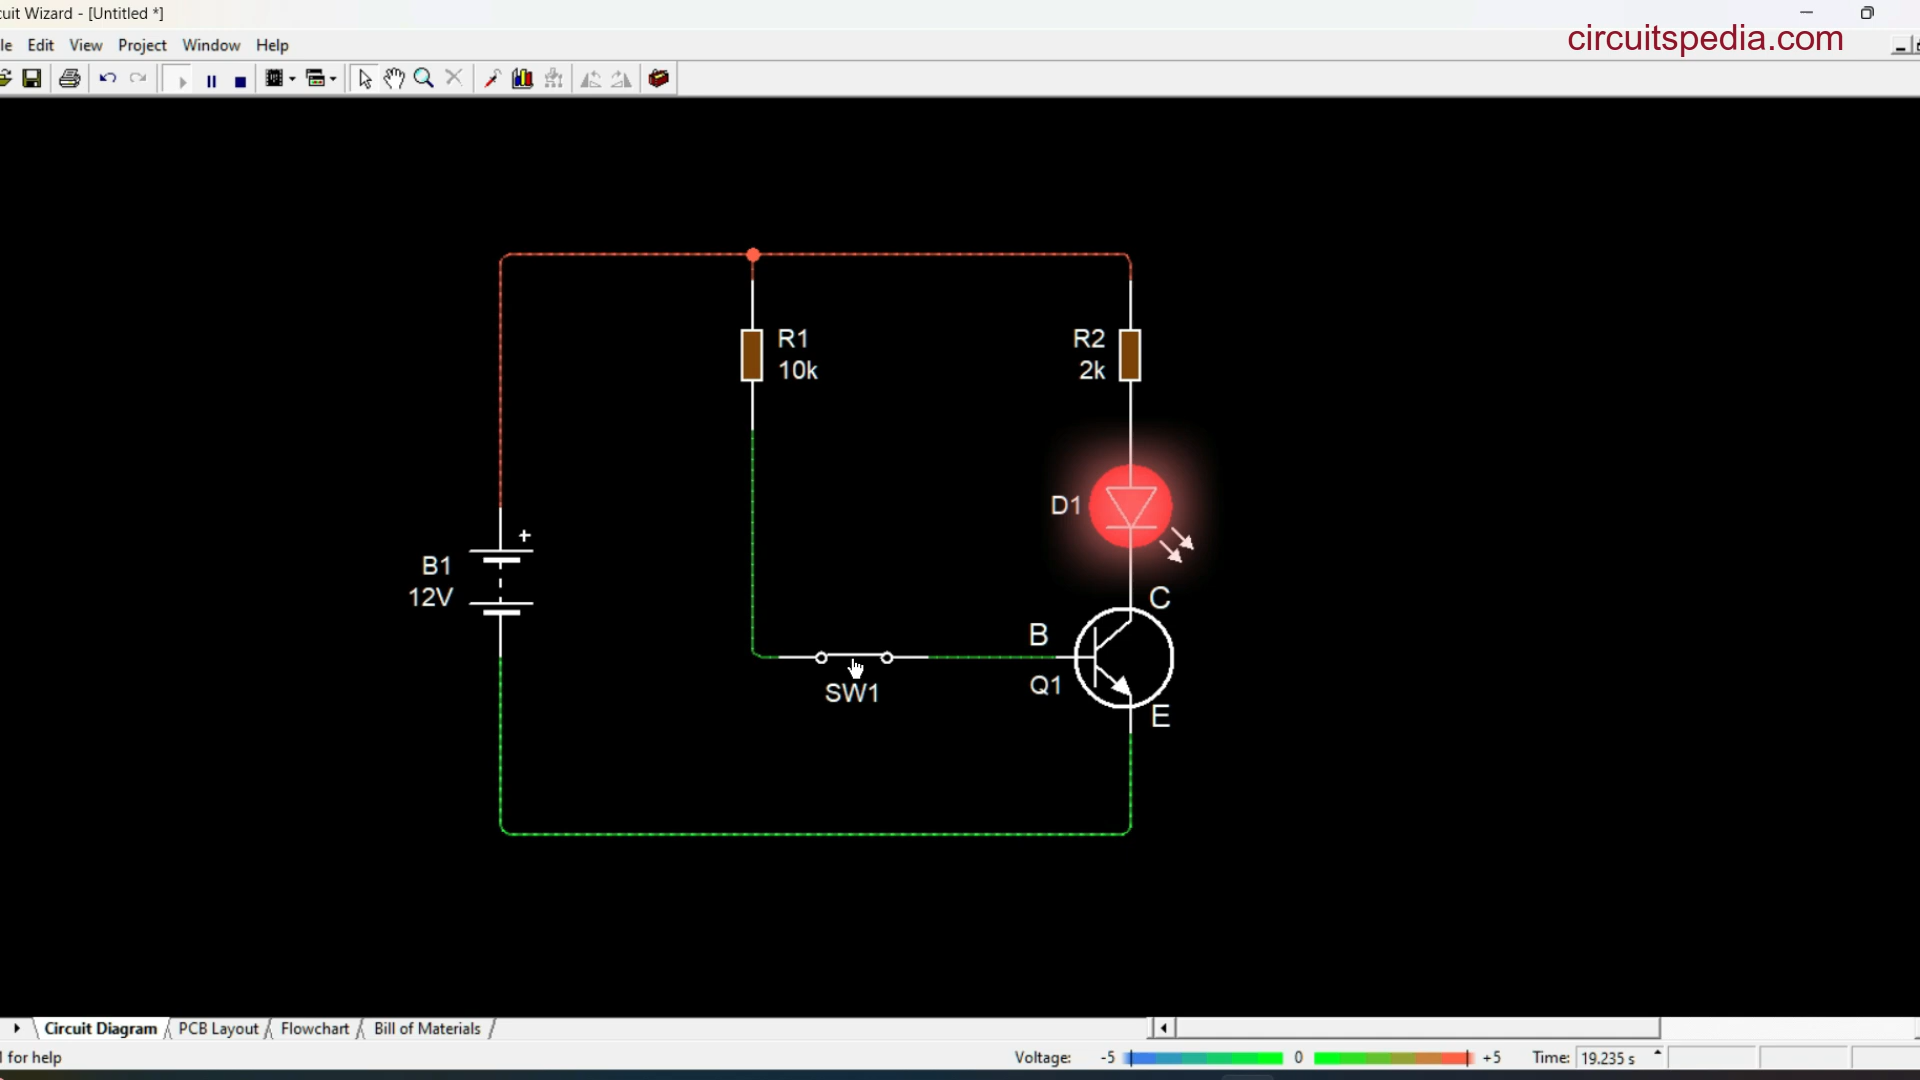 cuit Wizard - [Untitled *]
circuitspedia.com
le Edit View Project Window Help
R1
10k
R2
2k
D1
+
B1
12V
C
B
SW1
Q1
E
Circuit Diagram PCB Layout Flowchart Bill of Materials
for help
Voltage: -5 0 +5 Time: 19.235 s